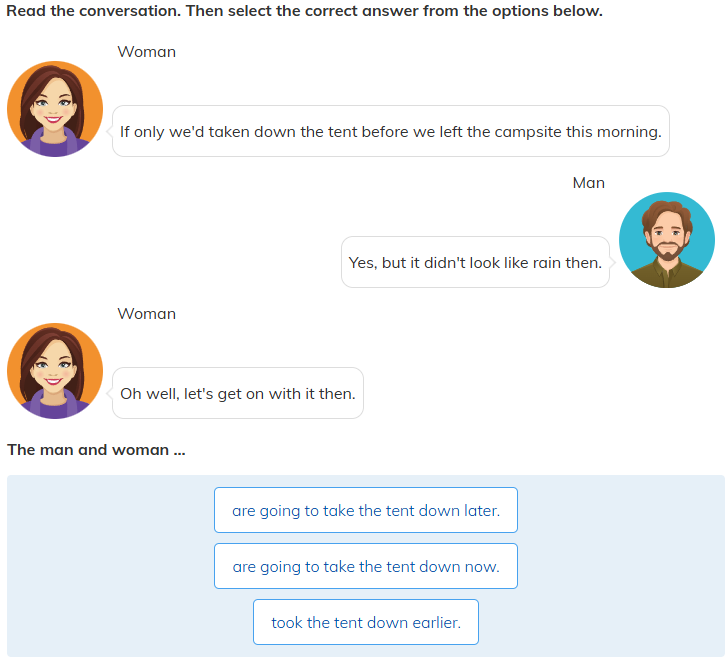 Read the conversation. Then select the correct answer from the options below.
Woman
If only we'd taken down the tent before we left the campsite this morning.
Man
Yes, but it didn't look like rain then.
Woman
Oh well, let's get on with it then.
The man and woman ...
are going to take the tent down later.
are going to take the tent down now.
took the tent down earlier.